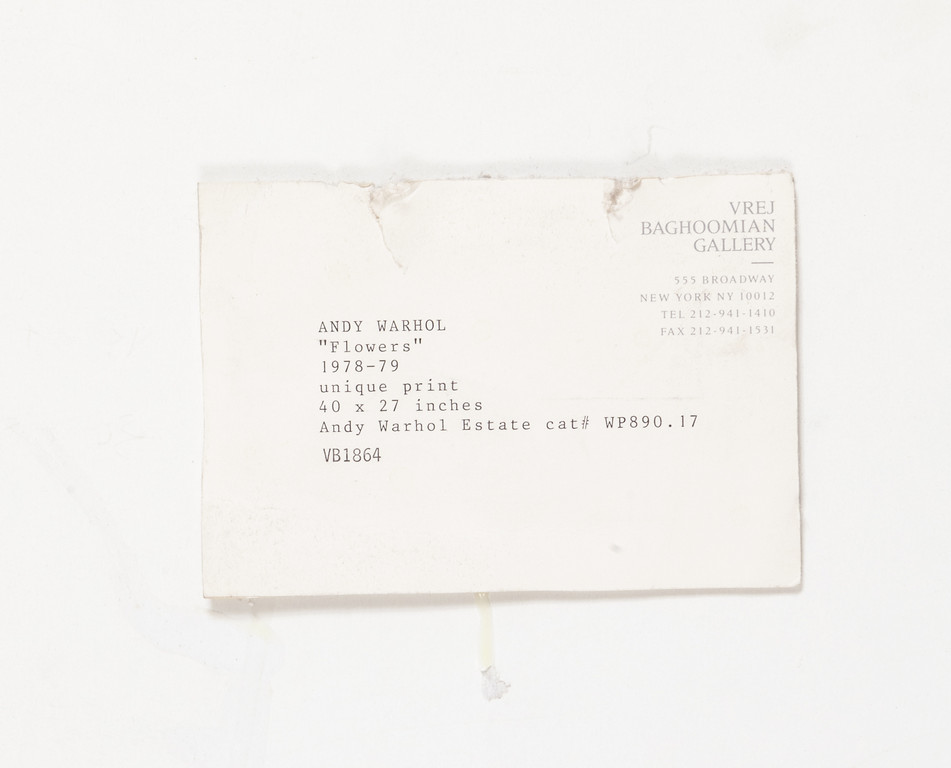 VREJ
BAGHOOMIAN
GALLERY
555 BROADWAY
NEW YORK NY 10012
TEL 212-941-1410
FAX 212-941-1531
ANDY WARHOL
"Flowers"
1978-79
unique print
40 x 27 inches
Andy Warhol Estate cat# WP890.17
VB1864